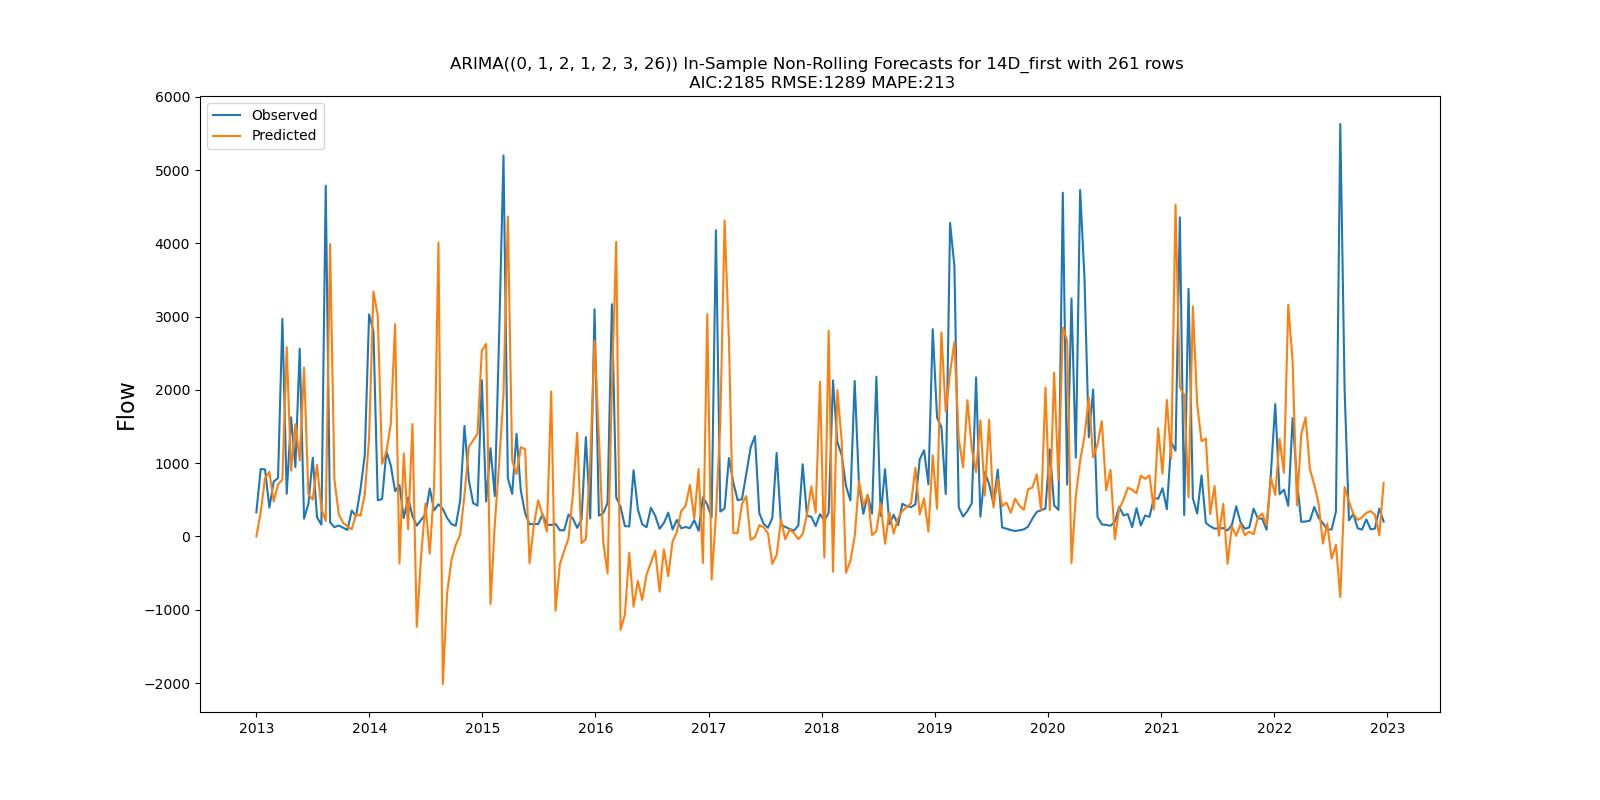 ARIMA((0, 1, 2, 1, 2, 3, 26)) In-Sample Non-Rolling Forecasts for 14D_first with 261 rows
AIC:2185 RMSE:1289 MAPE:213
Observed
Predicted
Flow
6000
5000
4000
3000
2000
1000
0
−1000
−2000
2013 2014 2015 2016 2017 2018 2019 2020 2021 2022 2023